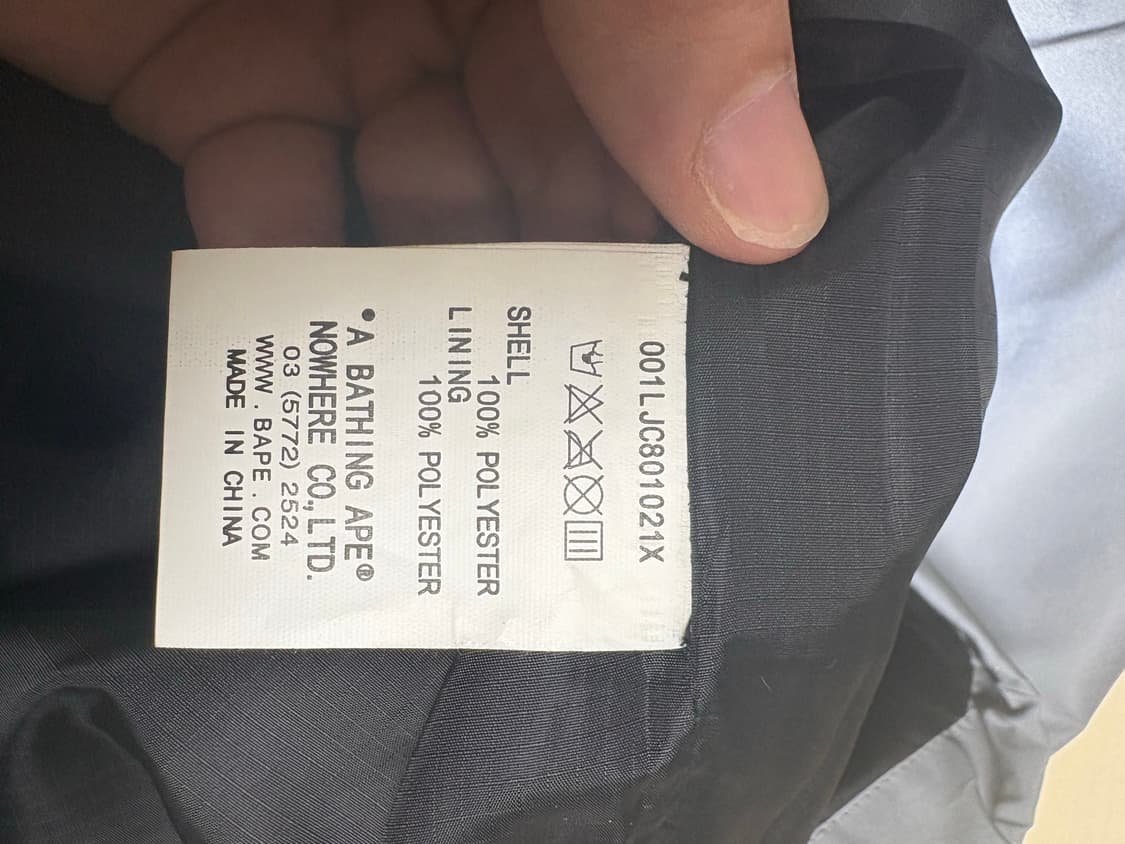 001LJC801021X
SHELL
100% POLYESTER
LINING
100% POLYESTER
•A BATHING APE®
NOWHERE CO., LTD.
03 (5772) 2524
WWW.BAPE.COM
MADE IN CHINA